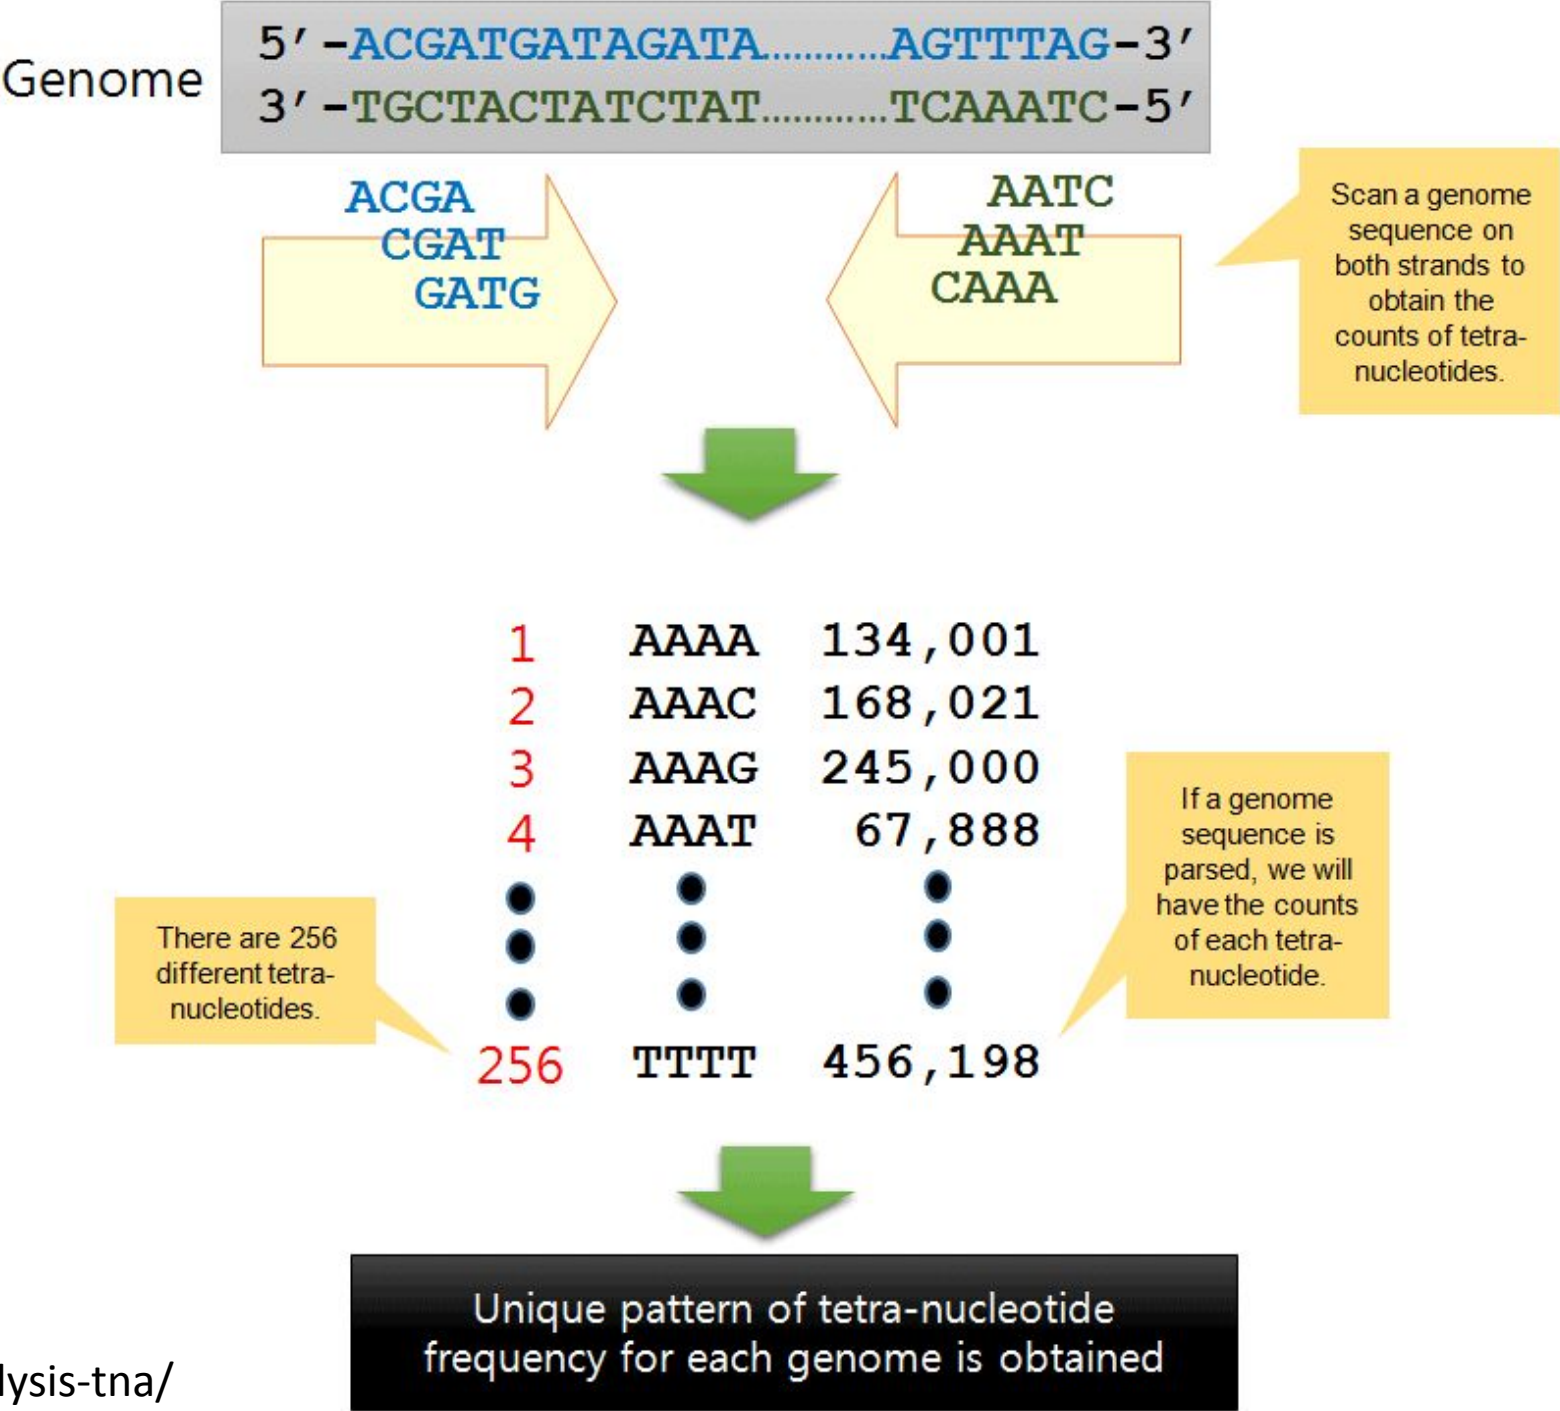 Genome
5′-ACGATGATAGATA............AGTTTAG-3′
3′-TGCTACTATCTAT............TCAAATC-5′
ACGA
CGAT
GATG
AATC
AAAT
CAAA
Scan a genome
sequence on
both strands to
obtain the
counts of tetra-
nucleotides.
1 AAAA 134,001
2 AAAC 168,021
3 AAAG 245,000
4 AAAT 67,888
256 TTTT 456,198
There are 256
different tetra-
nucleotides.
If a genome
sequence is
parsed, we will
have the counts
of each tetra-
nucleotide.
Unique pattern of tetra-nucleotide
frequency for each genome is obtained
lysis-tna/